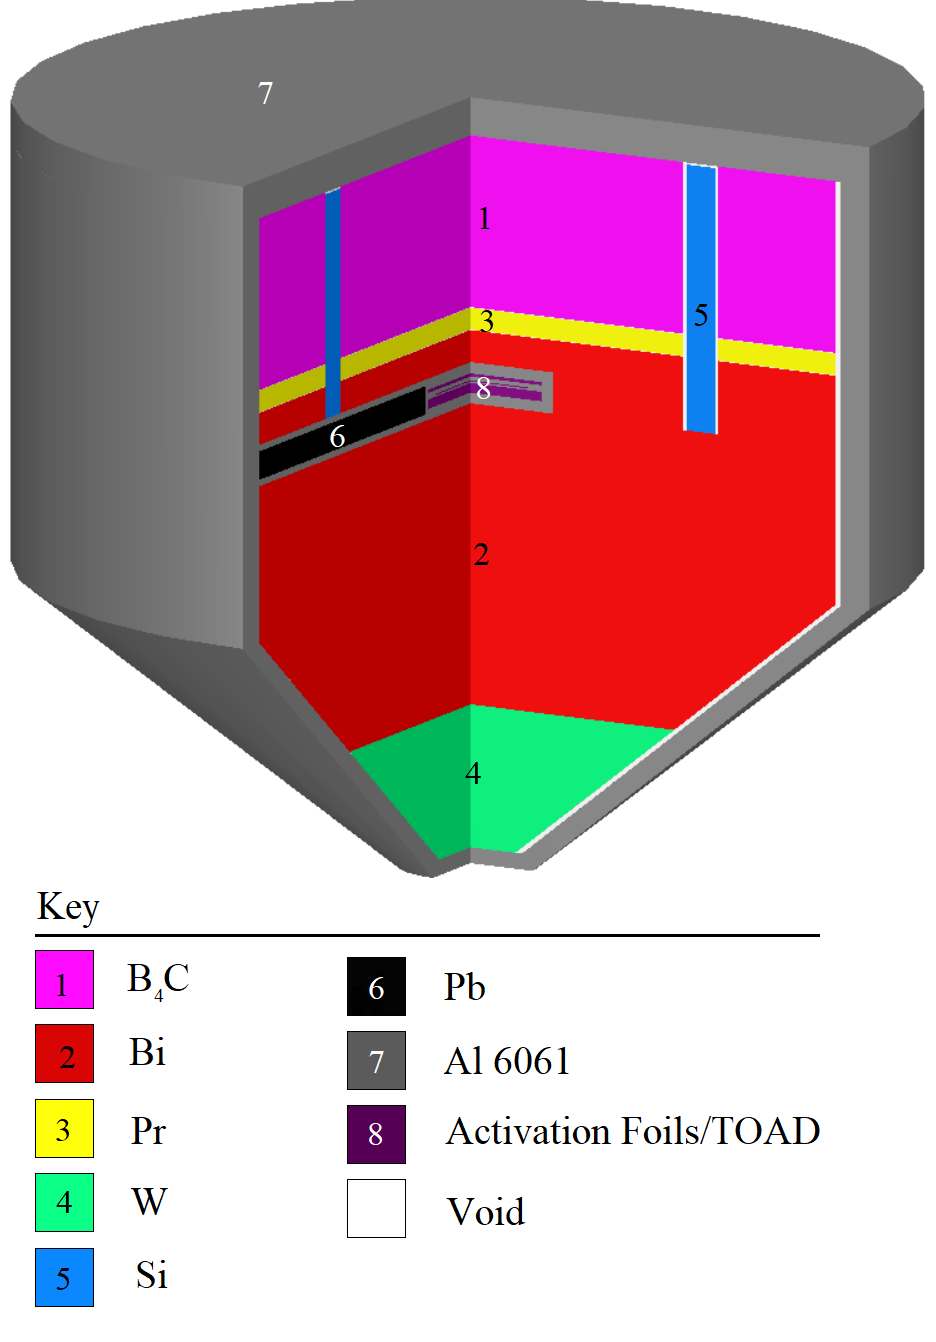 7
1
3
5
8
6
2
4
Key
1 B₄C
2 Bi
3 Pr
4 W
5 Si
6 Pb
7 Al 6061
8 Activation Foils/TOAD
Void